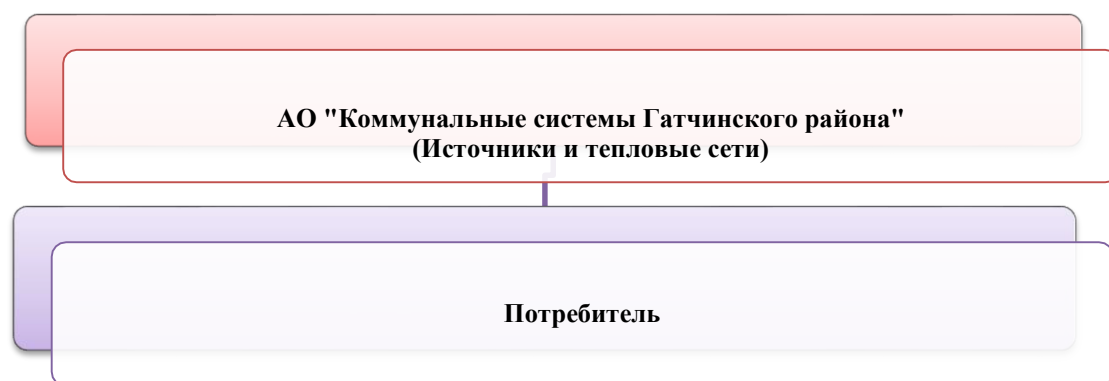 АО "Коммунальные системы Гатчинского района"
(Источники и тепловые сети)
Потребитель